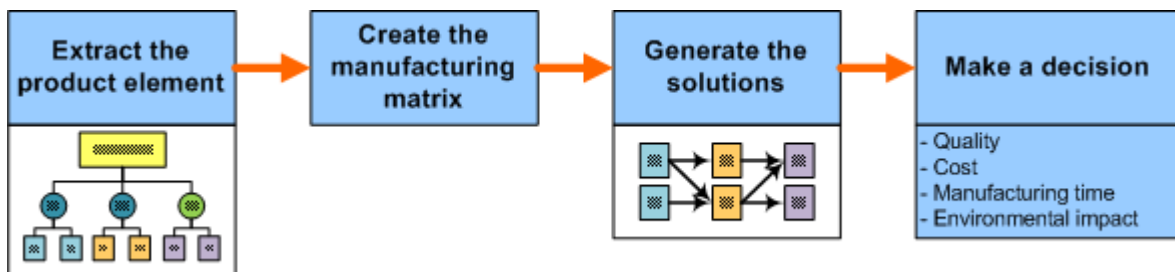 Extract the
product element
Create the
manufacturing
matrix
Generate the
solutions
Make a decision
- Quality
- Cost
- Manufacturing time
- Environmental impact